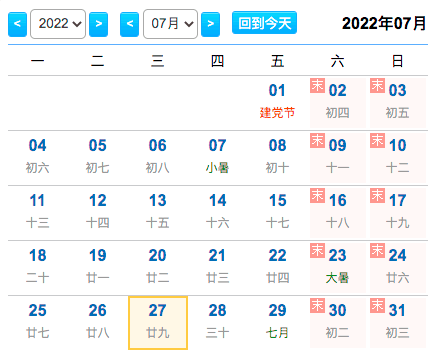 < 2022 > < 07月 > 回到今天 2022年07月
一 二 三 四 五 六 日
01 末 02 末 03
建党节 初四 初五
04 05 06 07 08 末 09 末 10
初六 初七 初八 小暑 初十 十一 十二
11 12 13 14 15 末 16 末 17
十三 十四 十五 十六 十七 十八 十九
18 19 20 21 22 末 23 末 24
二十 廿一 廿二 廿三 廿四 大暑 廿六
25 26 27 28 29 末 30 末 31
廿七 廿八 廿九 三十 七月 初二 初三